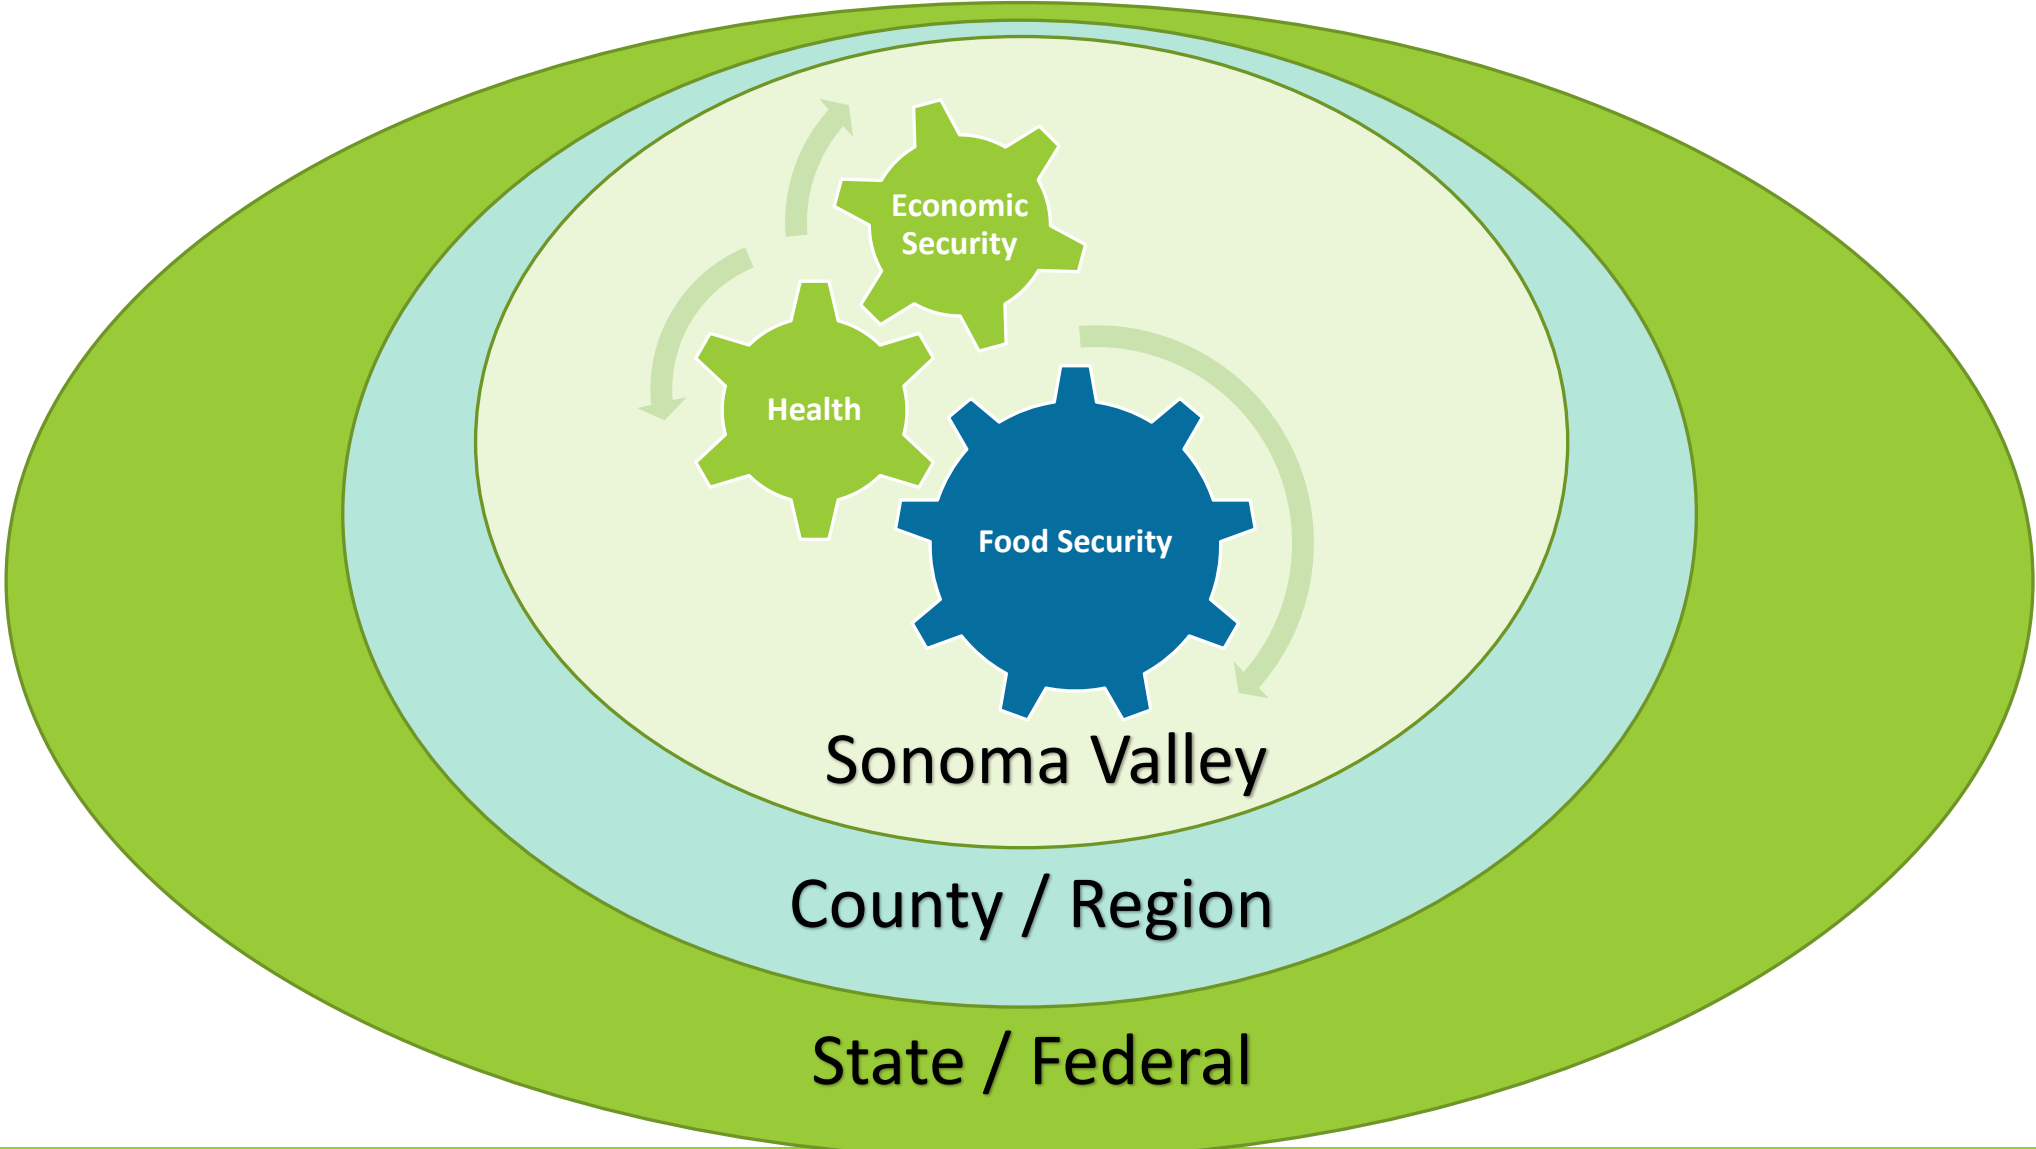 Economic
Security
Health
Food Security
Sonoma Valley
County / Region
State / Federal